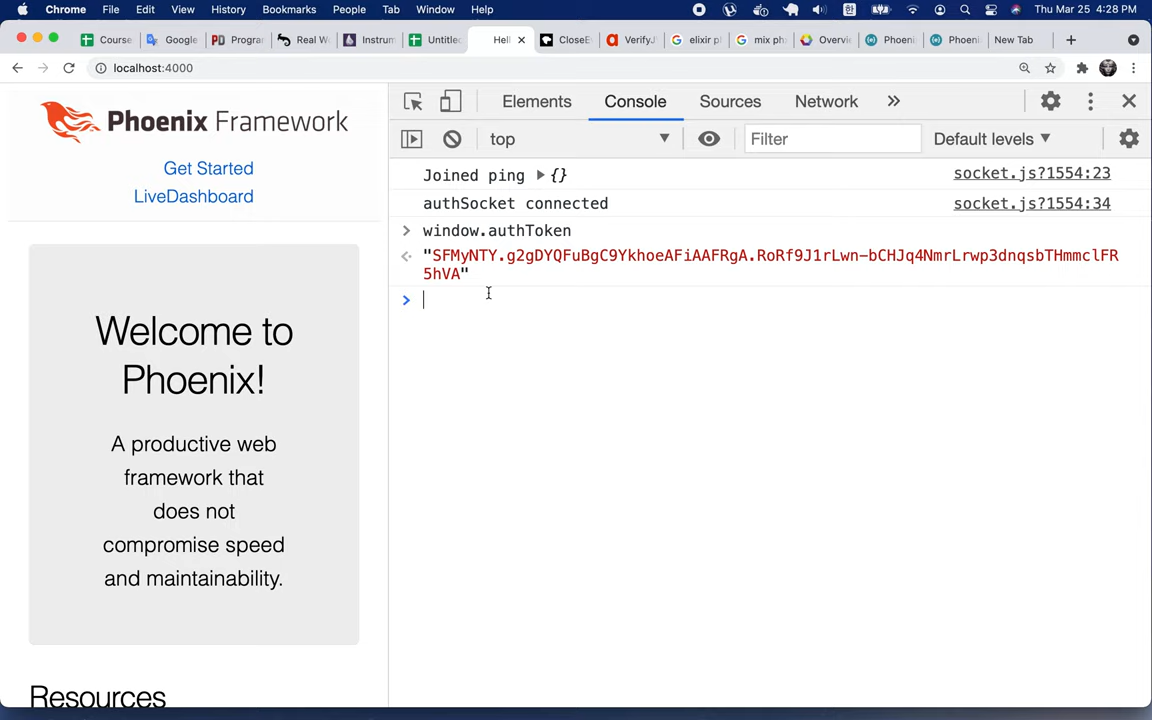 Chrome File Edit View History Bookmarks People Tab Window Help Thu Mar 25 4:28 PM
Course Google PD Progra Real W Instrum Untitle Hell CloseE VerifyJ elixir p mix ph Overvi Phoeni Phoeni New Tab
localhost:4000
Phoenix Framework
Get Started
LiveDashboard
Welcome to
Phoenix!
A productive web
framework that
does not
compromise speed
and maintainability.
Resources
Elements Console Sources Network
top Filter Default levels
Joined ping {} socket.js?1554:23
authSocket connected socket.js?1554:34
window.authToken
"SFMyNTY.g2gDYQFuBgC9YkhoeAFiAAFRgA.RoRf9J1rLwn-bCHJq4NmrLrwp3dnqsbTHmmclFR
5hVA"